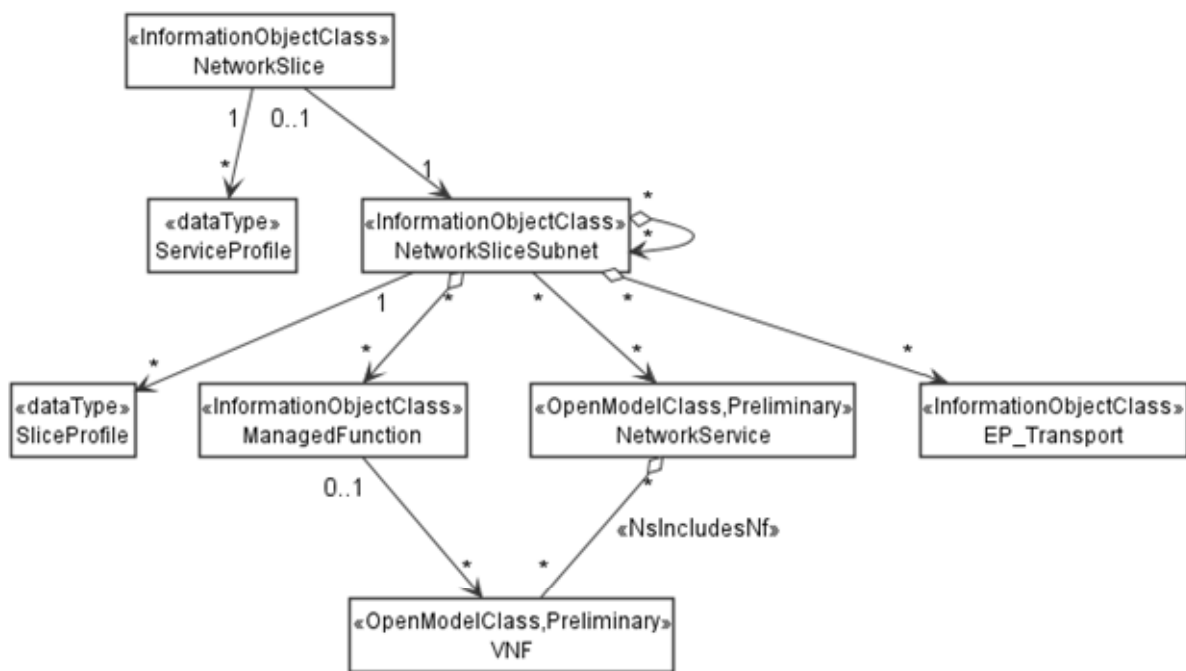 «InformationObjectClass»
NetworkSlice
1
0..1
*
1
«dataType»
ServiceProfile
«InformationObjectClass»
NetworkSliceSubnet
*
*
1
*
*
*
*
*
*
*
«dataType»
SliceProfile
«InformationObjectClass»
ManagedFunction
«OpenModelClass,Preliminary»
NetworkService
«InformationObjectClass»
EP_Transport
0..1
*
«NsIncludesNf»
*
*
«OpenModelClass,Preliminary»
VNF